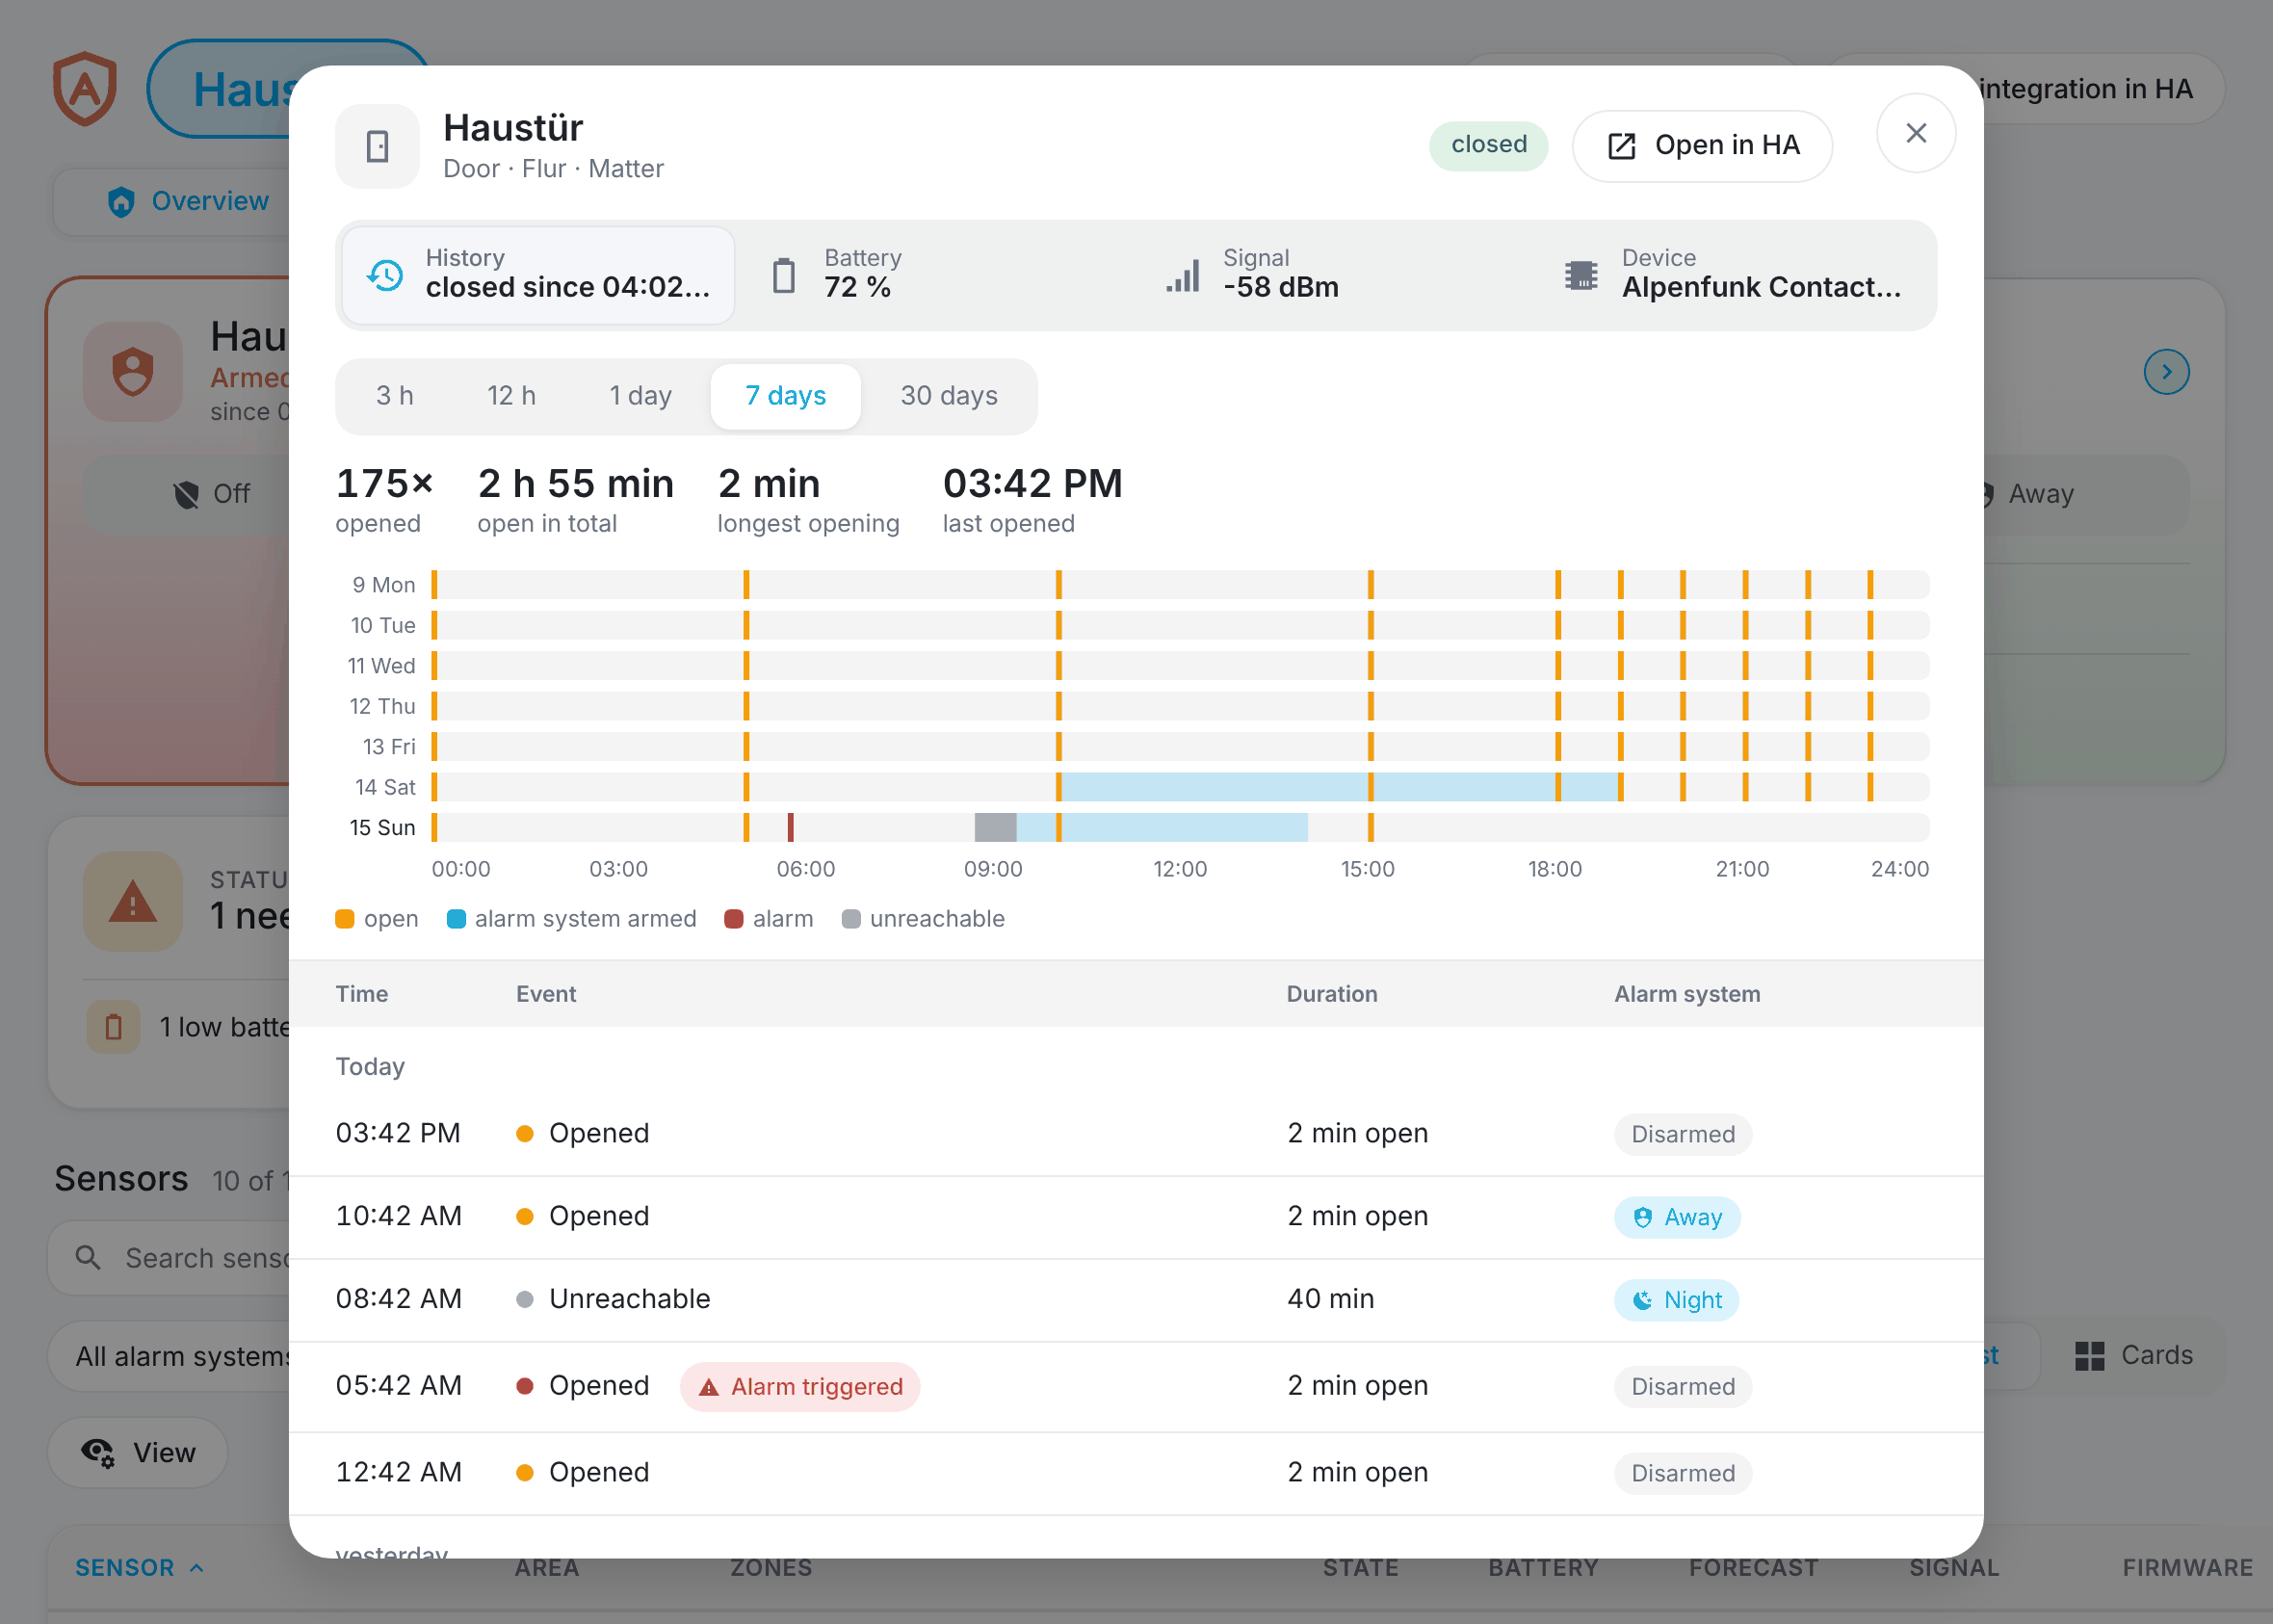 Haus
integration in HA
Haustür
Door · Flur · Matter
closed
Open in HA
Overview
History
closed since 04:02...
Battery
72 %
Signal
-58 dBm
Device
Alpenfunk Contact...
3 h
12 h
1 day
7 days
30 days
Hau
Armed
since 0
Off
Away
175×
opened
2 h 55 min
open in total
2 min
longest opening
03:42 PM
last opened
9 Mon
10 Tue
11 Wed
12 Thu
13 Fri
14 Sat
15 Sun
00:00 03:00 06:00 09:00 12:00 15:00 18:00 21:00 24:00
open alarm system armed alarm unreachable
STATU
1 nee
1 low batte
Time Event Duration Alarm system
Today
03:42 PM Opened 2 min open Disarmed
10:42 AM Opened 2 min open Away
08:42 AM Unreachable 40 min Night
05:42 AM Opened Alarm triggered 2 min open Disarmed
12:42 AM Opened 2 min open Disarmed
yesterday
Sensors 10 of 1
Search senso
All alarm systems
st
Cards
View
SENSOR AREA ZONES STATE BATTERY FORECAST SIGNAL FIRMWARE